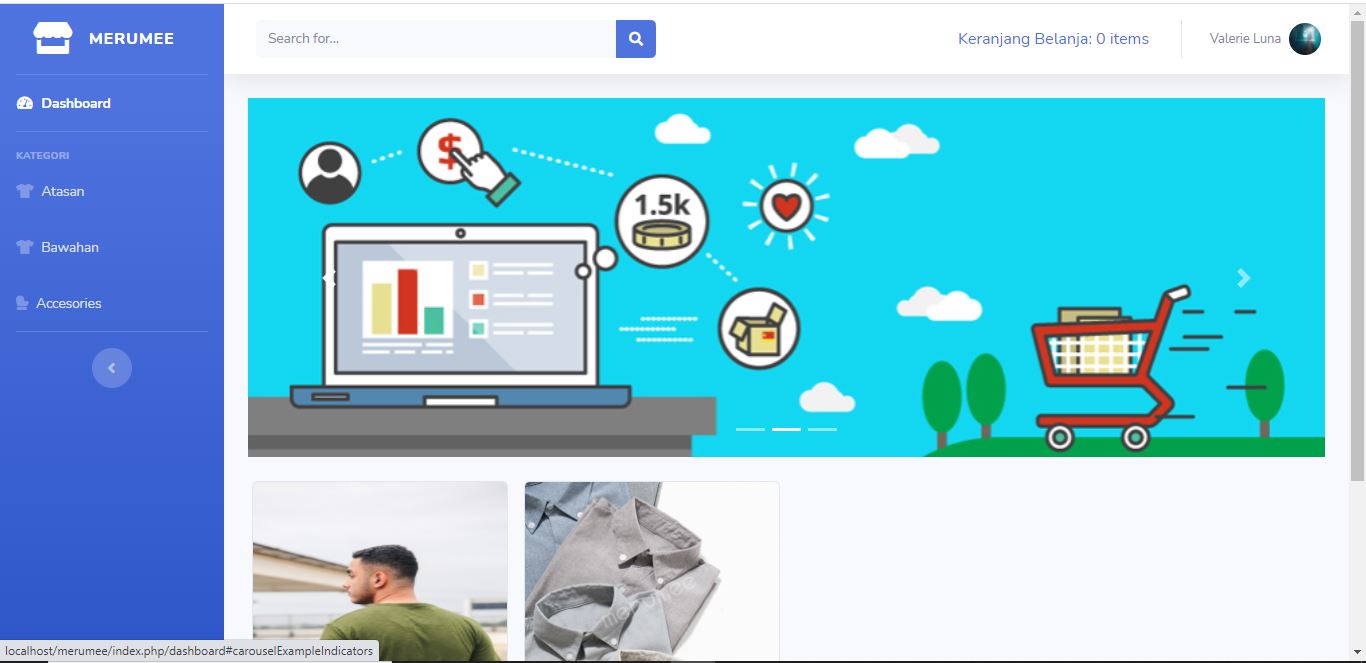 MERUMEE
Search for...
Keranjang Belanja: 0 items
Valerie Luna
Dashboard
KATEGORI
Atasan
Bawahan
Accesories
$
1.5k
merumee
localhost/merumee/index.php/dashboard#carouselExampleIndicators